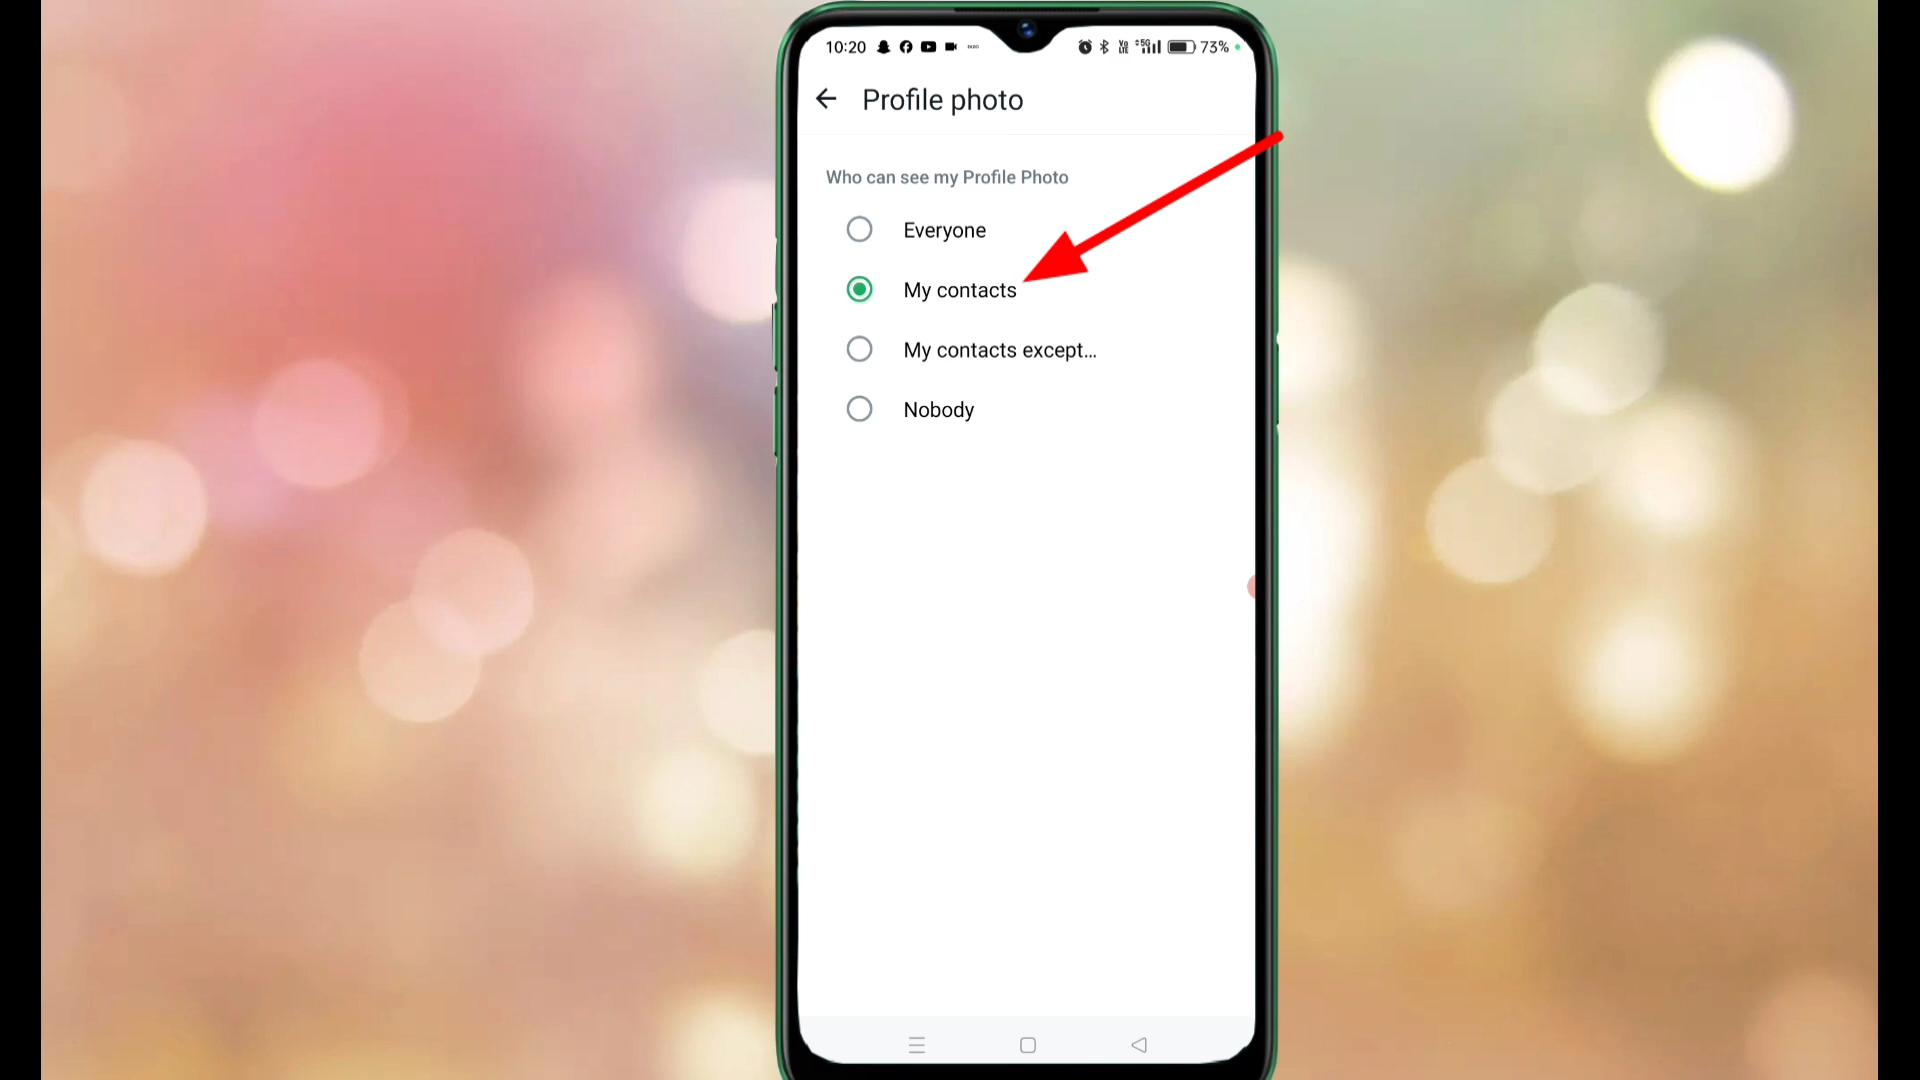 10:20 73%
Profile photo
Who can see my Profile Photo
Everyone
My contacts
My contacts except...
Nobody